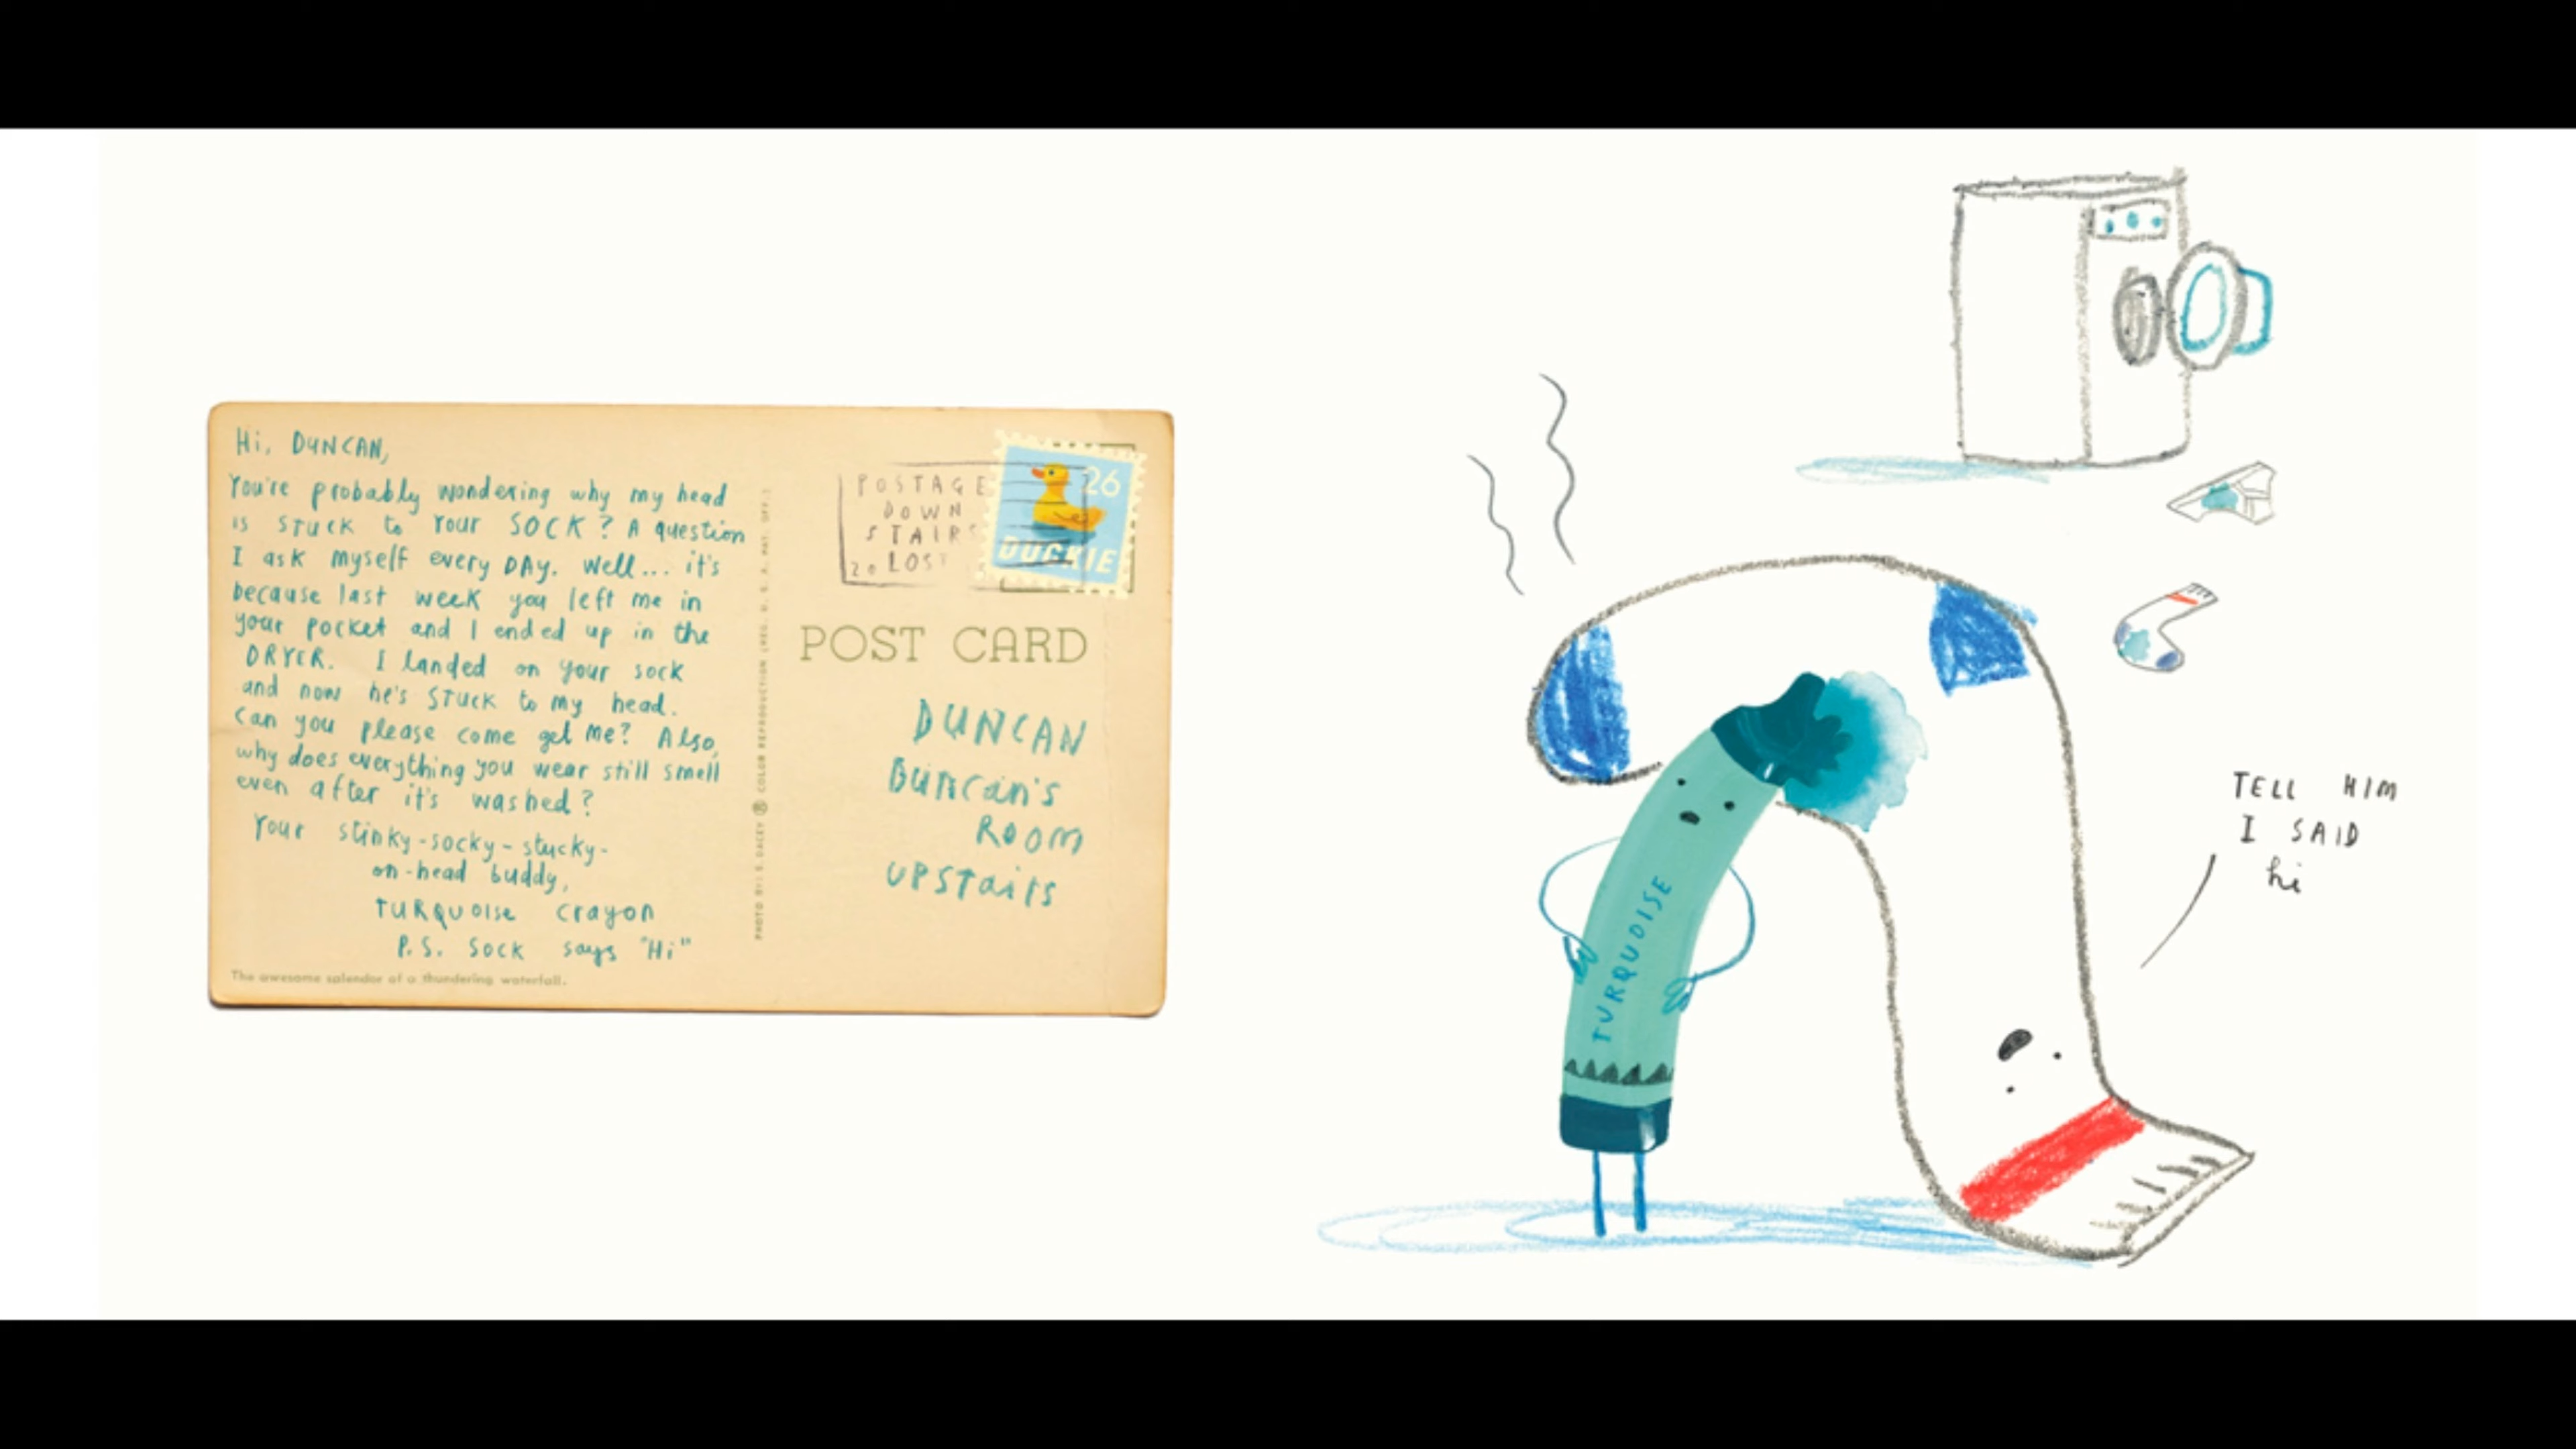 Hi, DUNCAN,
You're probably wondering why my head
is STUCK to Your SOCK? A question
I ask myself every DAY. Well... it's
because last week you left me in
your pocket and I ended up in the
DRYER. I landed on your sock
and now he's STUCK to my head.
Can you please come get me? Also,
why does everything you wear still smell
even after it's washed?
Your stinky-socky-stucky-
on-head buddy,
TURQUOISE crayon
P.S. SOCK says "Hi"
The awesome splendor of a thundering waterfall.
COLOR REPRODUCTION
POSTAGE
DOWN
STAIRS
20 LOST
26
DUCKIE
POST CARD
DUNCAN
DUNCAN'S
ROOM
UPSTAIRS
TURQUOISE
TELL HIM
I SAID
hi